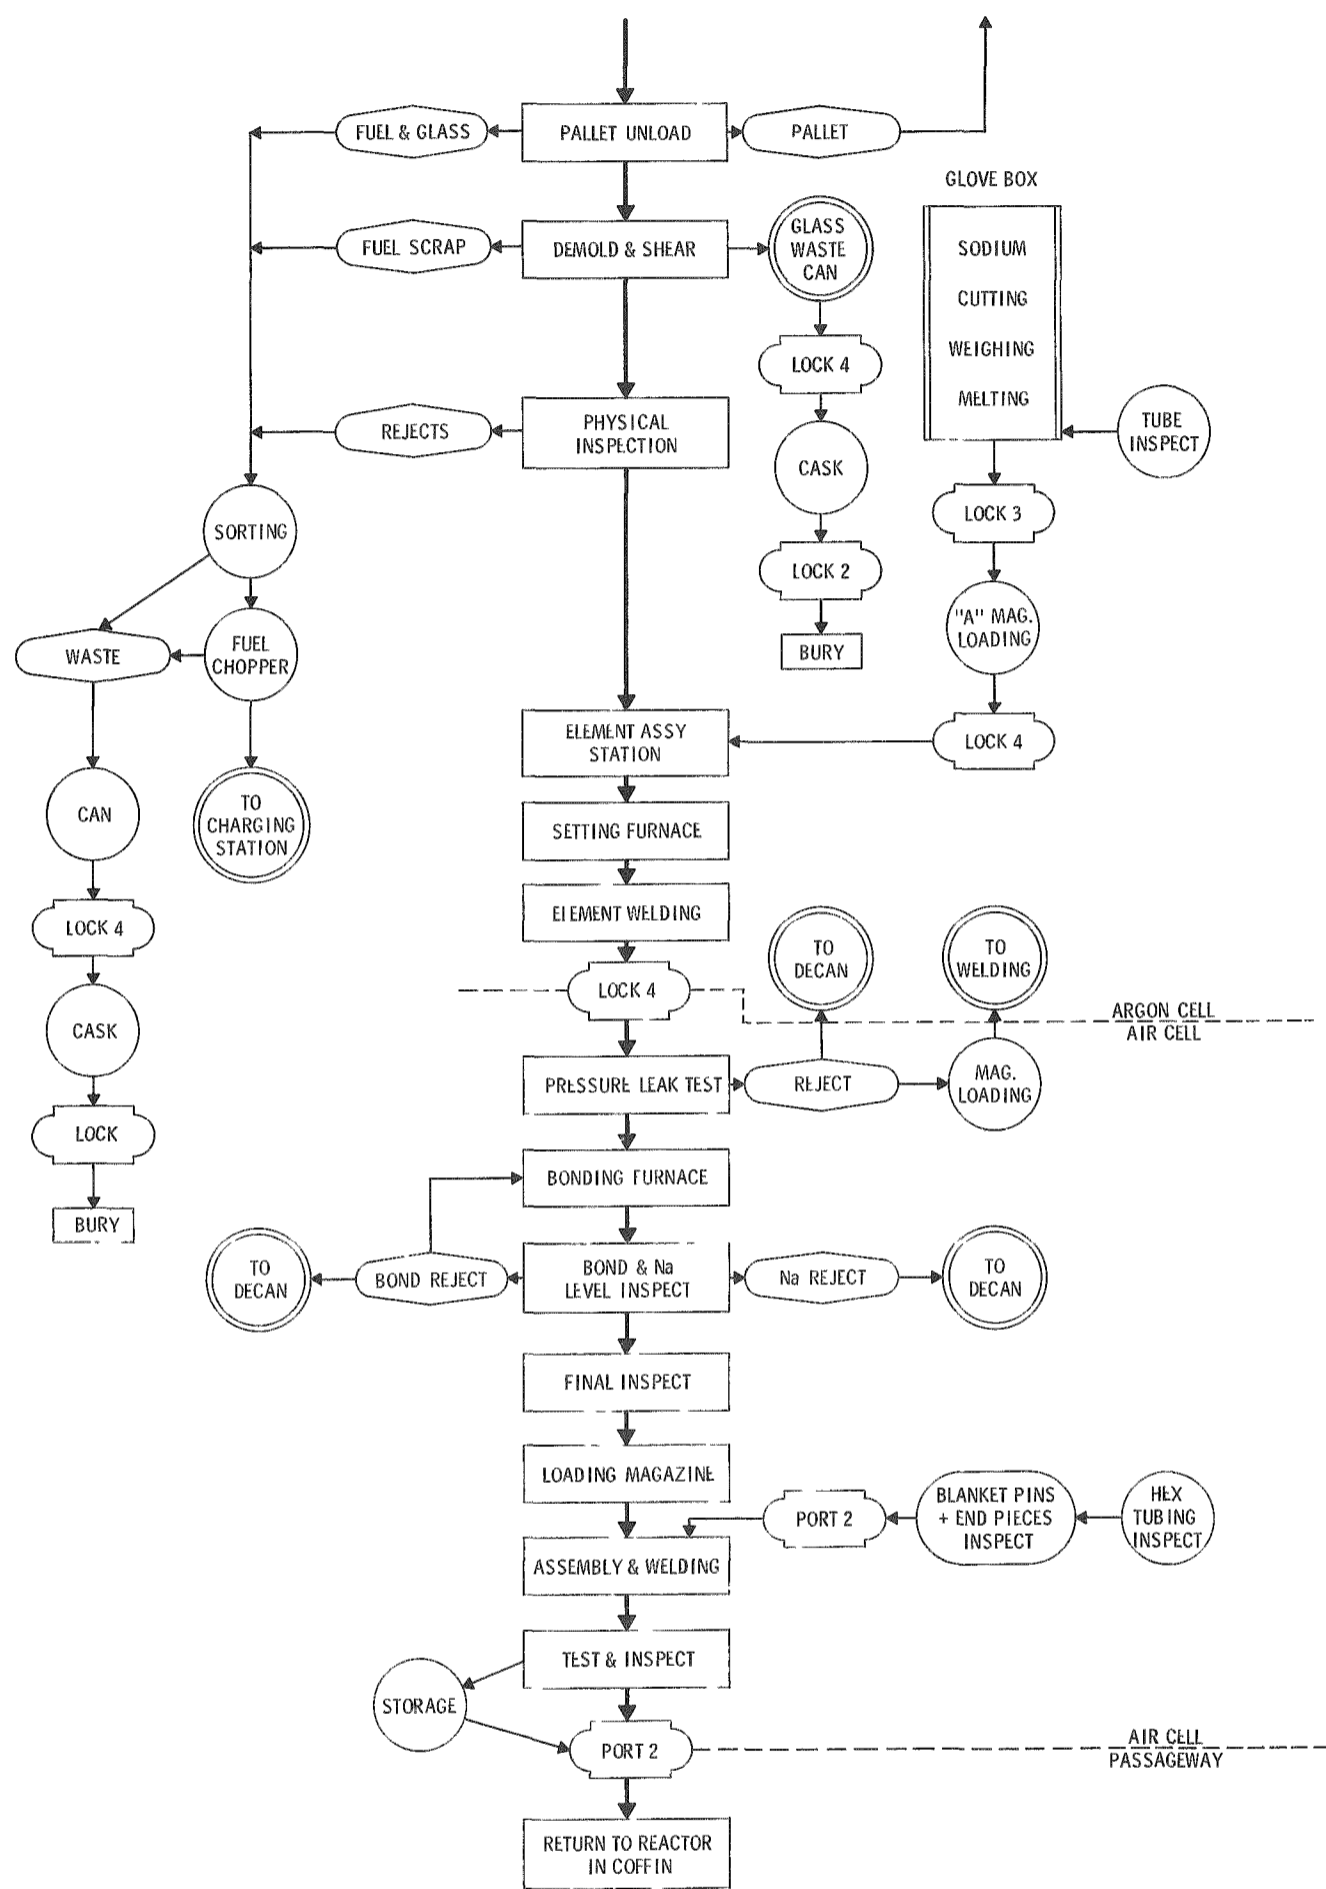 FUEL & GLASS
PALLET UNLOAD
PALLET
GLOVE BOX
FUEL SCRAP
DEMOLD & SHEAR
GLASS
WASTE
CAN
SODIUM
CUTTING
WEIGHING
MELTING
LOCK 4
REJECTS
PHYSICAL
INSPECTION
TUBE
INSPECT
CASK
LOCK 3
SORTING
LOCK 2
"A" MAG.
LOADING
WASTE
FUEL
CHOPPER
BURY
ELEMENT ASSY
STATION
LOCK 4
CAN
TO
CHARGING
STATION
SETTING FURNACE
ELEMENT WELDING
LOCK 4
TO
DECAN
TO
WELDING
LOCK 4
ARGON CELL
AIR CELL
CASK
PRESSURE LEAK TEST
REJECT
MAG.
LOADING
LOCK
BONDING FURNACE
BURY
TO
DECAN
BOND REJECT
BOND & Na
LEVEL INSPECT
Na REJECT
TO
DECAN
FINAL INSPECT
LOADING MAGAZINE
PORT 2
BLANKET PINS
+ END PIECES
INSPECT
HEX
TUBING
INSPECT
ASSEMBLY & WELDING
TEST & INSPECT
STORAGE
PORT 2
AIR CELL
PASSAGEWAY
RETURN TO REACTOR
IN COFFIN